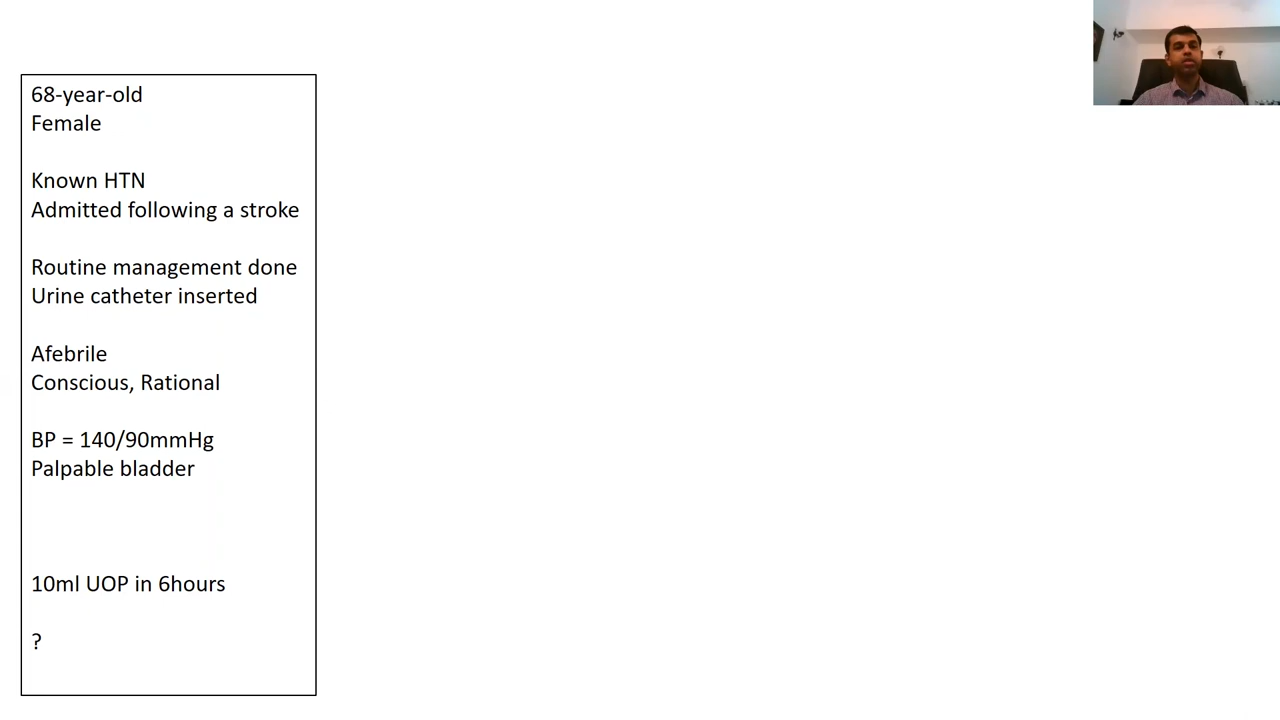 68-year-old
Female
Known HTN
Admitted following a stroke
Routine management done
Urine catheter inserted
Afebrile
Conscious, Rational
BP = 140/90mmHg
Palpable bladder
10ml UOP in 6hours
?